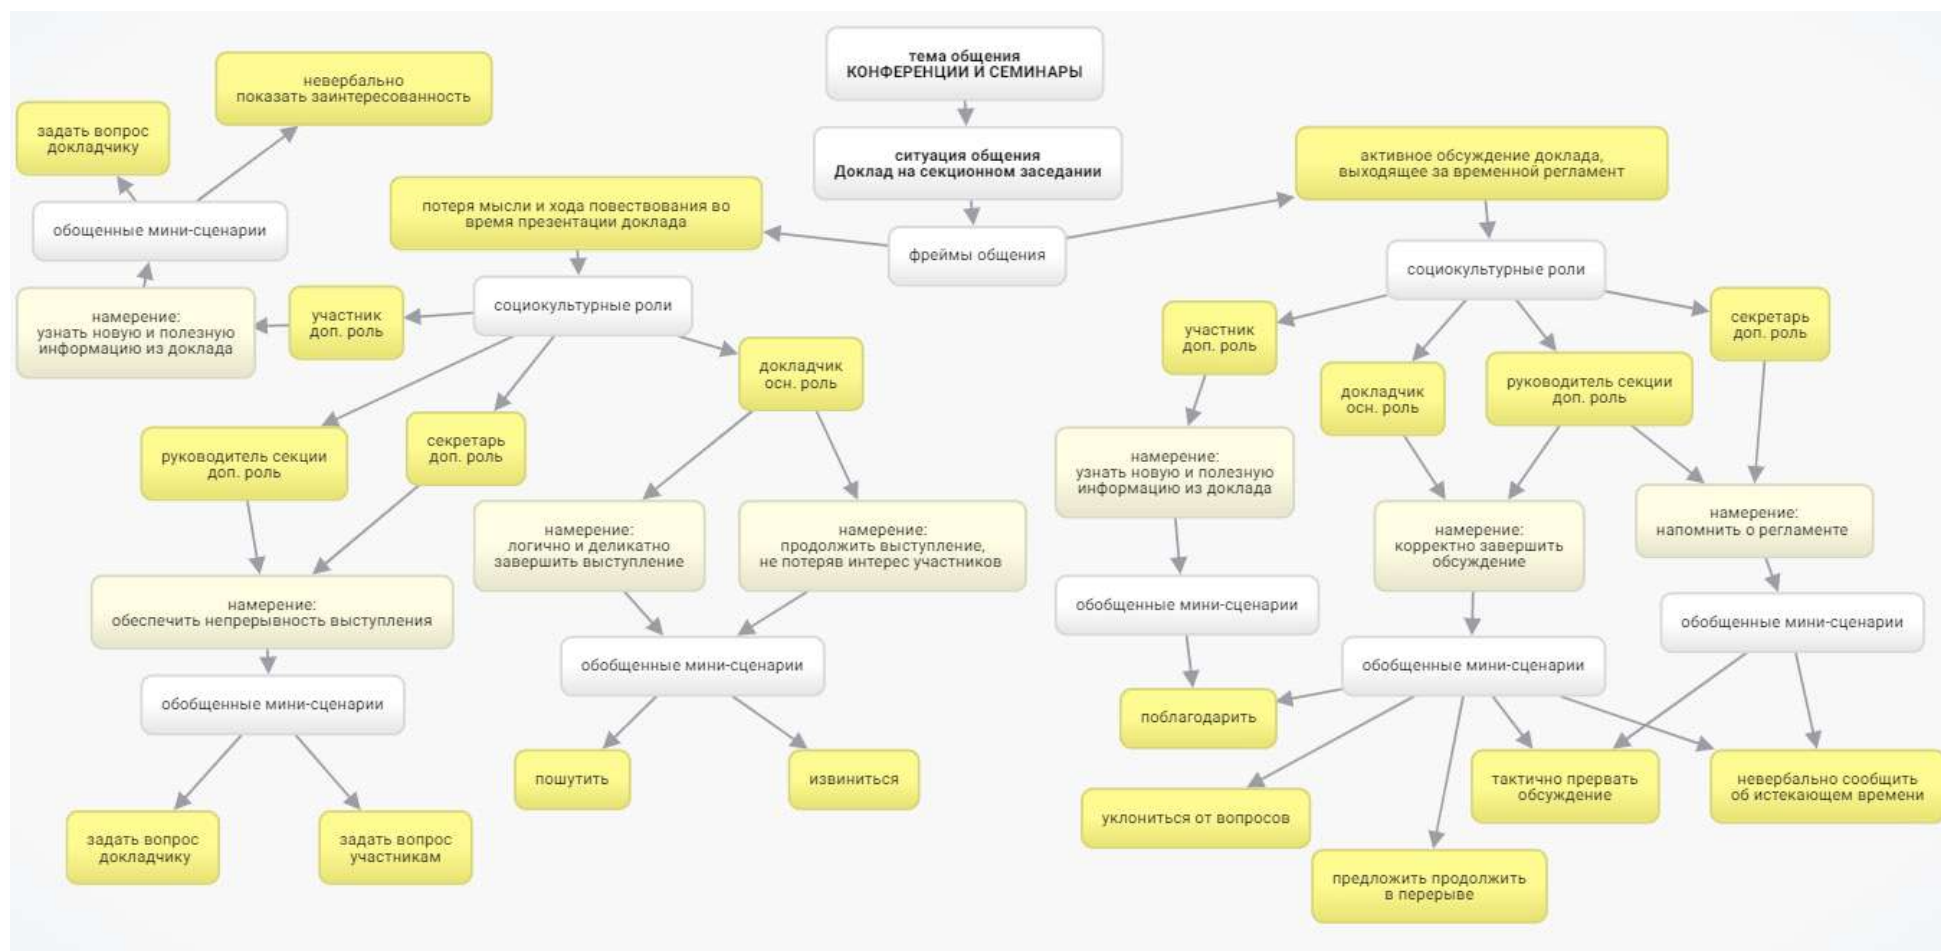 тема общения
КОНФЕРЕНЦИИ И СЕМИНАРЫ
ситуация общения
Доклад на секционном заседании
фреймы общения
невербально
показать заинтересованность
задать вопрос
докладчику
обощенные мини-сценарии
намерение:
узнать новую и полезную
информацию из доклада
участник
доп. роль
потеря мысли и хода повествования во
время презентации доклада
социокультурные роли
докладчик
осн. роль
руководитель секции
доп. роль
секретарь
доп. роль
намерение:
логично и деликатно
завершить выступление
намерение:
продолжить выступление,
не потеряв интерес участников
намерение:
обеспечить непрерывность выступления
обобщенные мини-сценарии
обобщенные мини-сценарии
пошутить
извиниться
задать вопрос
докладчику
задать вопрос
участникам
активное обсуждение доклада,
выходящее за временной регламент
социокультурные роли
участник
доп. роль
докладчик
осн. роль
руководитель секции
доп. роль
секретарь
доп. роль
намерение:
узнать новую и полезную
информацию из доклада
намерение:
корректно завершить
обсуждение
намерение:
напомнить о регламенте
обобщенные мини-сценарии
обобщенные мини-сценарии
обобщенные мини-сценарии
поблагодарить
уклониться от вопросов
предложить продолжить
в перерыве
тактично прервать
обсуждение
невербально сообщить
об истекающем времени